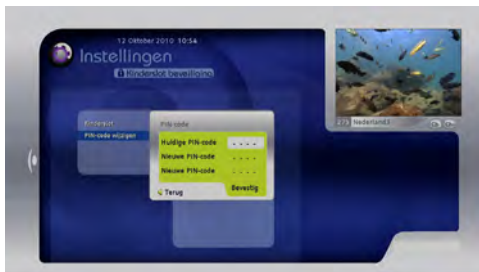 12 Oktober 2010 10:54
Instellingen
Kinderslot beveiliging
Kinderslot
PIN-code wijzigen
PIN code
Huidige PIN-code
Nieuwe PIN-code
Nieuwe PIN-code
Terug
Bevestig
Nederland